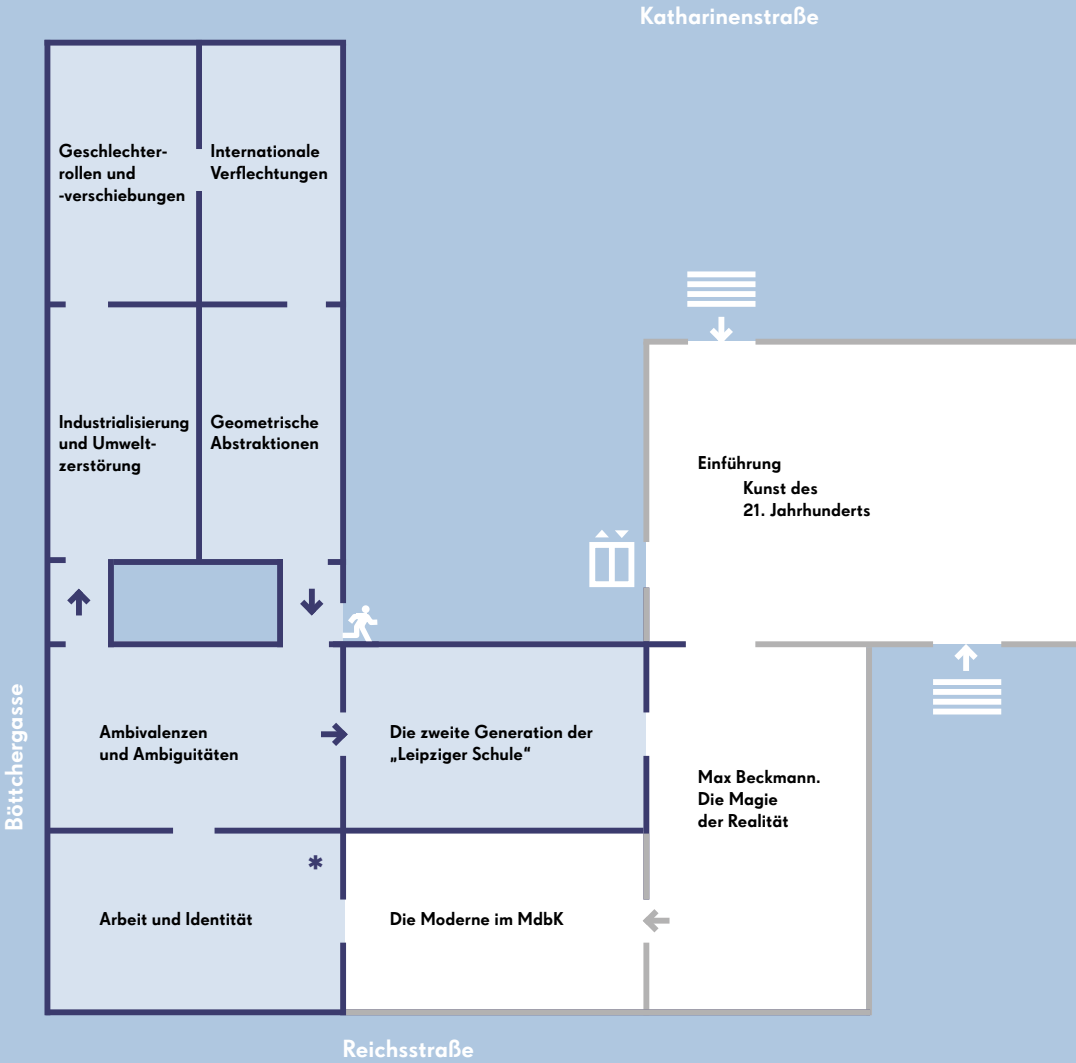 Katharinenstraße
Geschlechter-
rollen und
-verschiebungen
Internationale
Verflechtungen
Industrialisierung
und Umwelt-
zerstörung
Geometrische
Abstraktionen
Einführung
Kunst des
21. Jahrhunderts
Böttchergasse
Ambivalenzen
und Ambiguitäten
Die zweite Generation der
„Leipziger Schule“
Max Beckmann.
Die Magie
der Realität
*
Arbeit und Identität
Die Moderne im MdbK
Reichsstraße